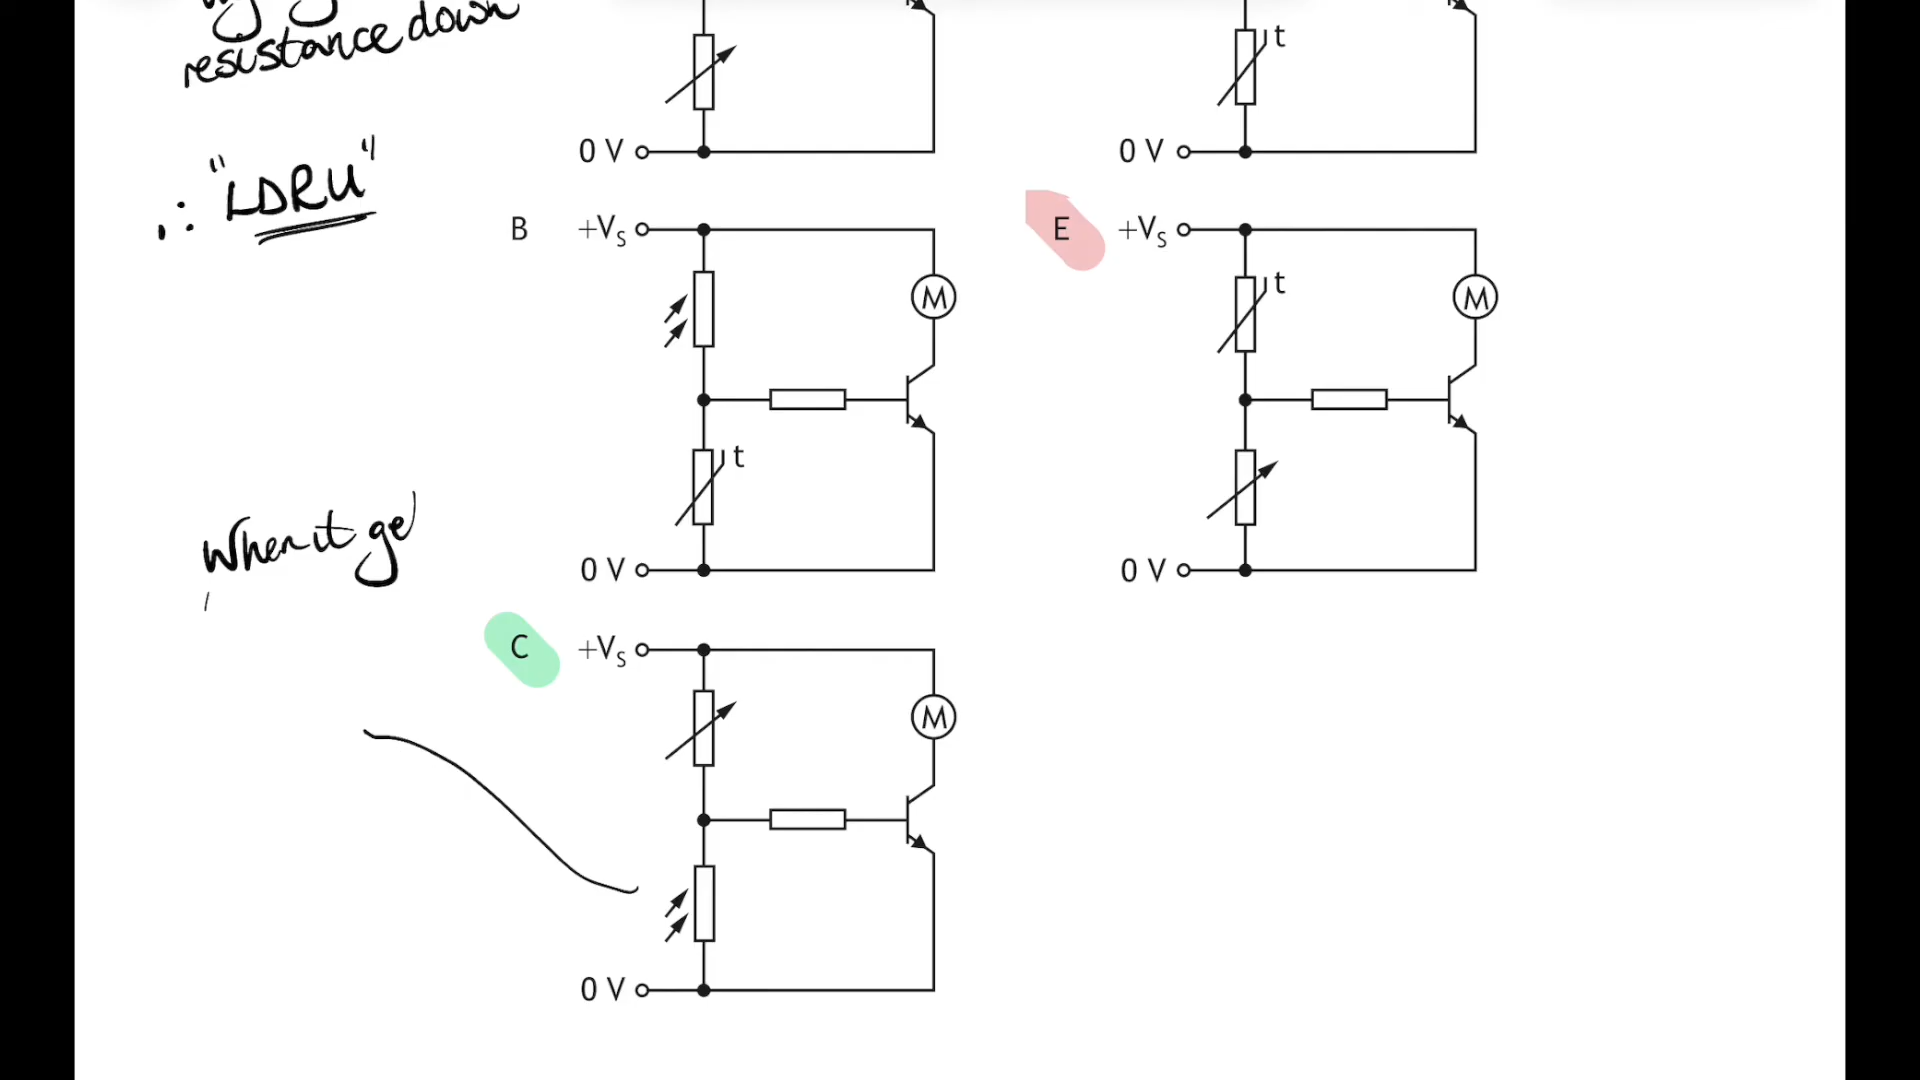 resistance down
0 V
t
0 V
∴ "LDRU"
B
+VS
M
E
+VS
t
M
t
0 V
0 V
When it ge
C
+VS
M
0 V